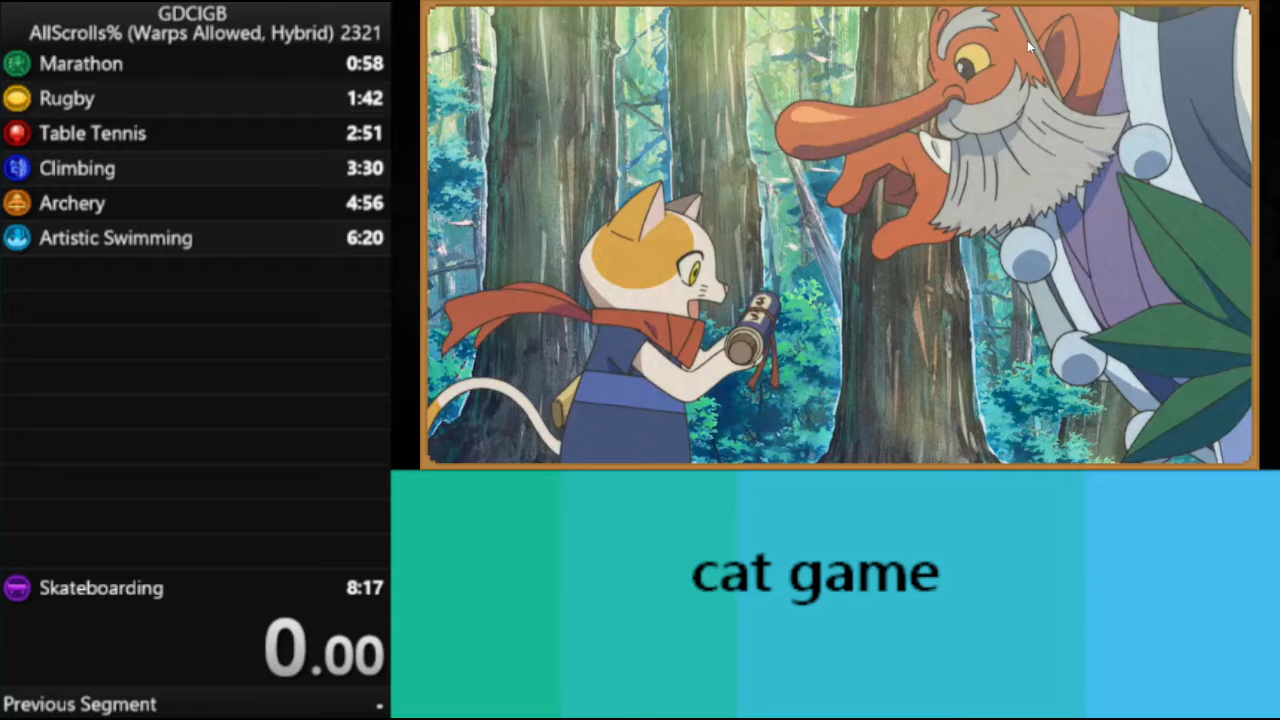 GDCIGB
AllScrolls% (Warps Allowed, Hybrid) 2321
Marathon 0:58
Rugby 1:42
Table Tennis 2:51
Climbing 3:30
Archery 4:56
Artistic Swimming 6:20
Skateboarding 8:17
0.00
Previous Segment -
cat game